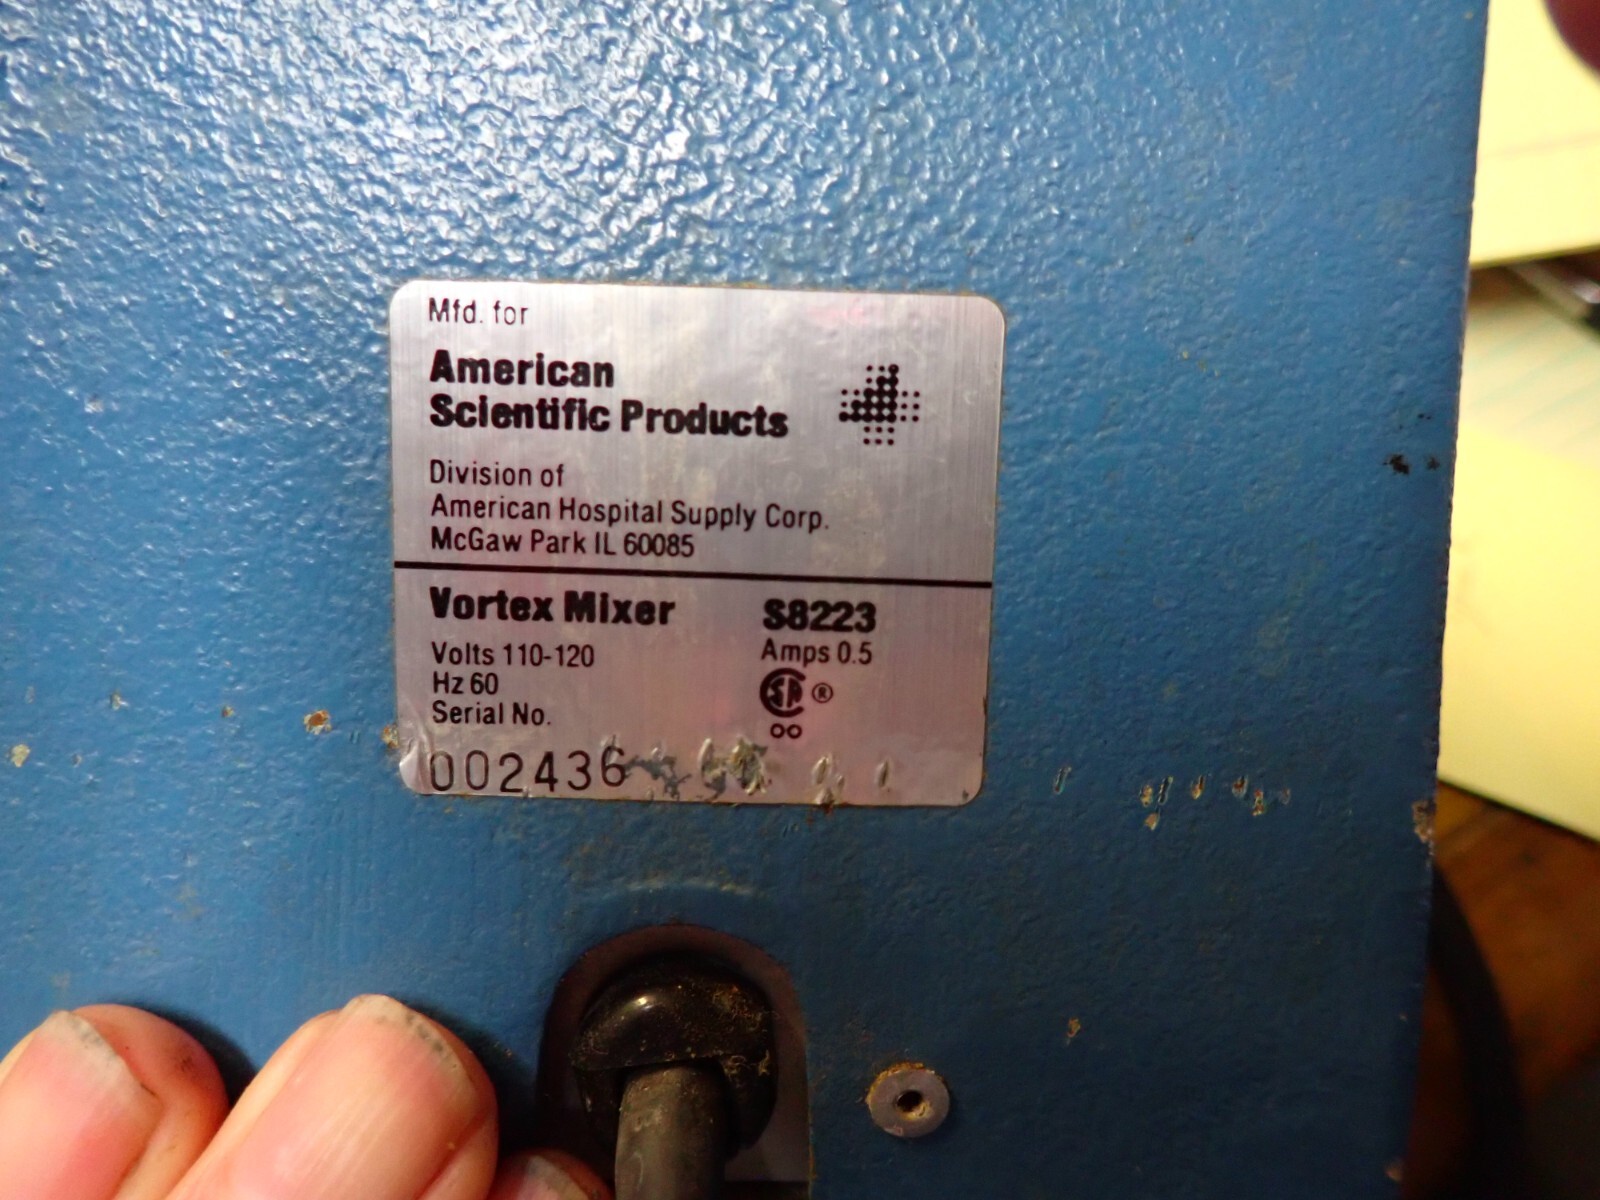 Mfd. for
American
Scientific Products
Division of
American Hospital Supply Corp.
McGaw Park IL 60085
Vortex Mixer S8223
Volts 110-120 Amps 0.5
Hz 60
SA ®
Serial No.
002436